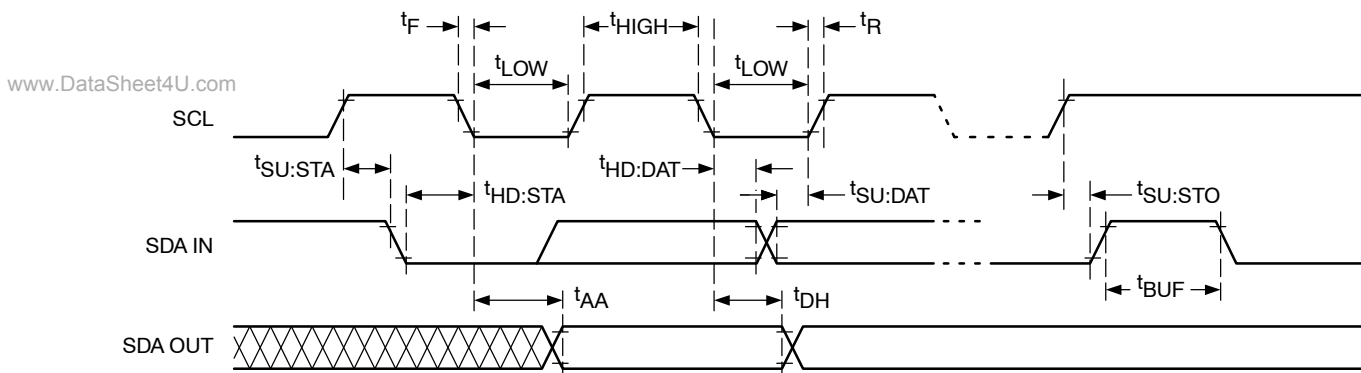 tF
tHIGH
tR
tLOW
tLOW
www.DataSheet4U.com
SCL
tSU:STA
tHD:STA
tHD:DAT
tSU:DAT
tSU:STO
SDA IN
tBUF
tAA
tDH
SDA OUT